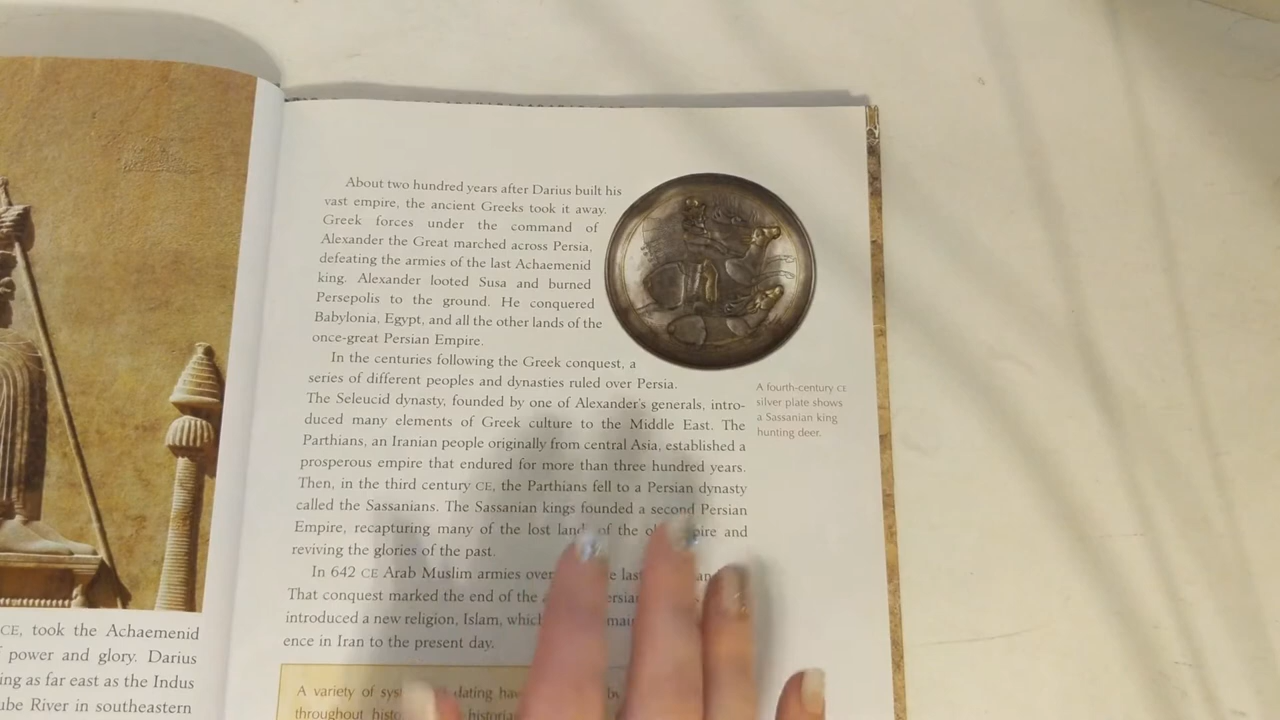 CE, took the Achaemenid
power and glory. Darius
ing as far east as the Indus
ube River in southeastern
About two hundred years after Darius built his
vast empire, the ancient Greeks took it away.
Greek forces under the command of
Alexander the Great marched across Persia,
defeating the armies of the last Achaemenid
king. Alexander looted Susa and burned
Persepolis to the ground. He conquered
Babylonia, Egypt, and all the other lands of the
once-great Persian Empire.
In the centuries following the Greek conquest, a
series of different peoples and dynasties ruled over Persia.
The Seleucid dynasty, founded by one of Alexander's generals, intro-
duced many elements of Greek culture to the Middle East. The
Parthians, an Iranian people originally from central Asia, established a
prosperous empire that endured for more than three hundred years.
Then, in the third century CE, the Parthians fell to a Persian dynasty
called the Sassanians. The Sassanian kings founded a second Persian
Empire, recapturing many of the lost land of the and
reviving the glories of the past.
In 642 CE Arab Muslim armies
That conquest marked the end of the
introduced a new religion, Islam,
ence in Iran to the present day.
A variety of dating
throughout
A fourth-century CE
silver plate shows
a Sassanian king
hunting deer.